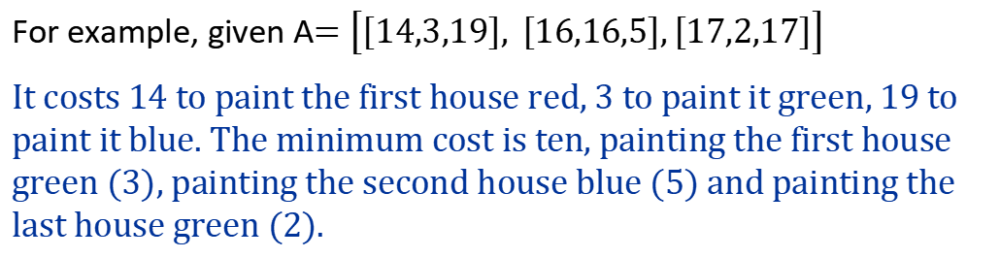 For example, given A= [[14,3,19], [16,16,5], [17,2,17]]
It costs 14 to paint the first house red, 3 to paint it green, 19 to
paint it blue. The minimum cost is ten, painting the first house
green (3), painting the second house blue (5) and painting the
last house green (2).